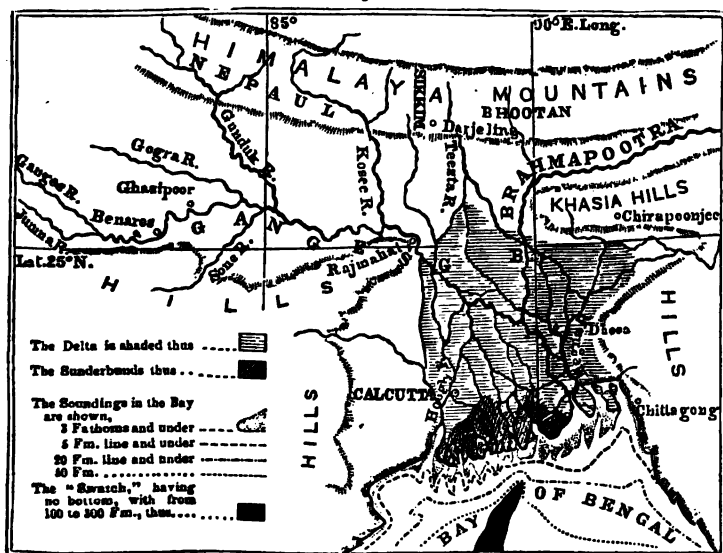 85°
90° E. Long.
HIMALAYA
MOUNTAINS
NEPAUL
SIKKIM
BHOOTAN
Darjeling
Gunduk R.
Gogra R.
Kosee R.
Teesta R.
BRAHMAPOOTRA
Ganges R.
Ghazipoor
KHASIA HILLS
Chirapoonjee
Benares
GANGES
Jumna R.
Sone R.
Rajmahal
G
B
Lat. 25° N.
HILLS
Dacca
HILLS
The Delta is shaded thus
The Sunderbunds thus
The Soundings in the Bay
are shown,
3 Fathoms and under
5 Fm. line and under
20 Fm. line and under
50 Fm.
The "Swatch," having
no bottom, with from
100 to 300 Fm., thus
HILLS
CALCUTTA
Chittagong
BAY OF BENGAL